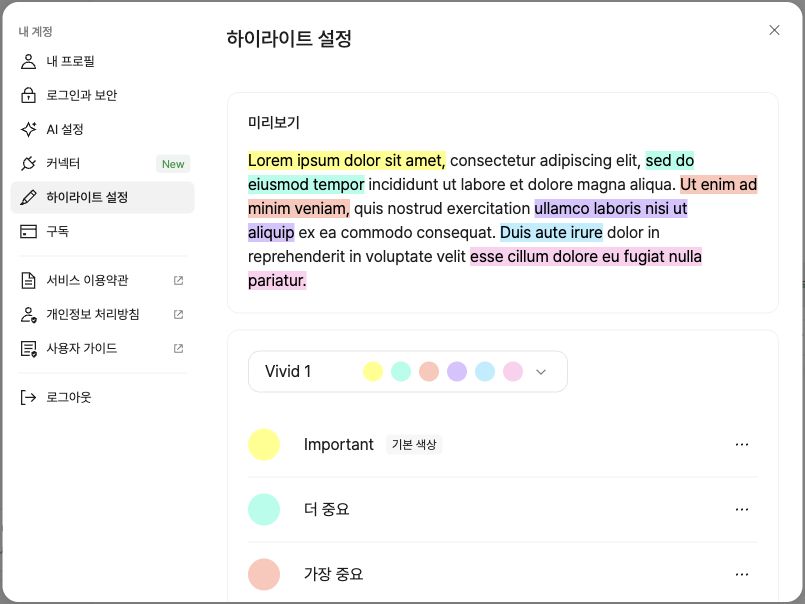 내 계정
내 프로필
로그인과 보안
AI 설정
커넥터 New
하이라이트 설정
구독
서비스 이용약관
개인정보 처리방침
사용자 가이드
로그아웃
하이라이트 설정
미리보기
Lorem ipsum dolor sit amet, consectetur adipiscing elit, sed do
eiusmod tempor incididunt ut labore et dolore magna aliqua. Ut enim ad
minim veniam, quis nostrud exercitation ullamco laboris nisi ut
aliquip ex ea commodo consequat. Duis aute irure dolor in
reprehenderit in voluptate velit esse cillum dolore eu fugiat nulla
pariatur.
Vivid 1
Important 기본 색상
더 중요
가장 중요